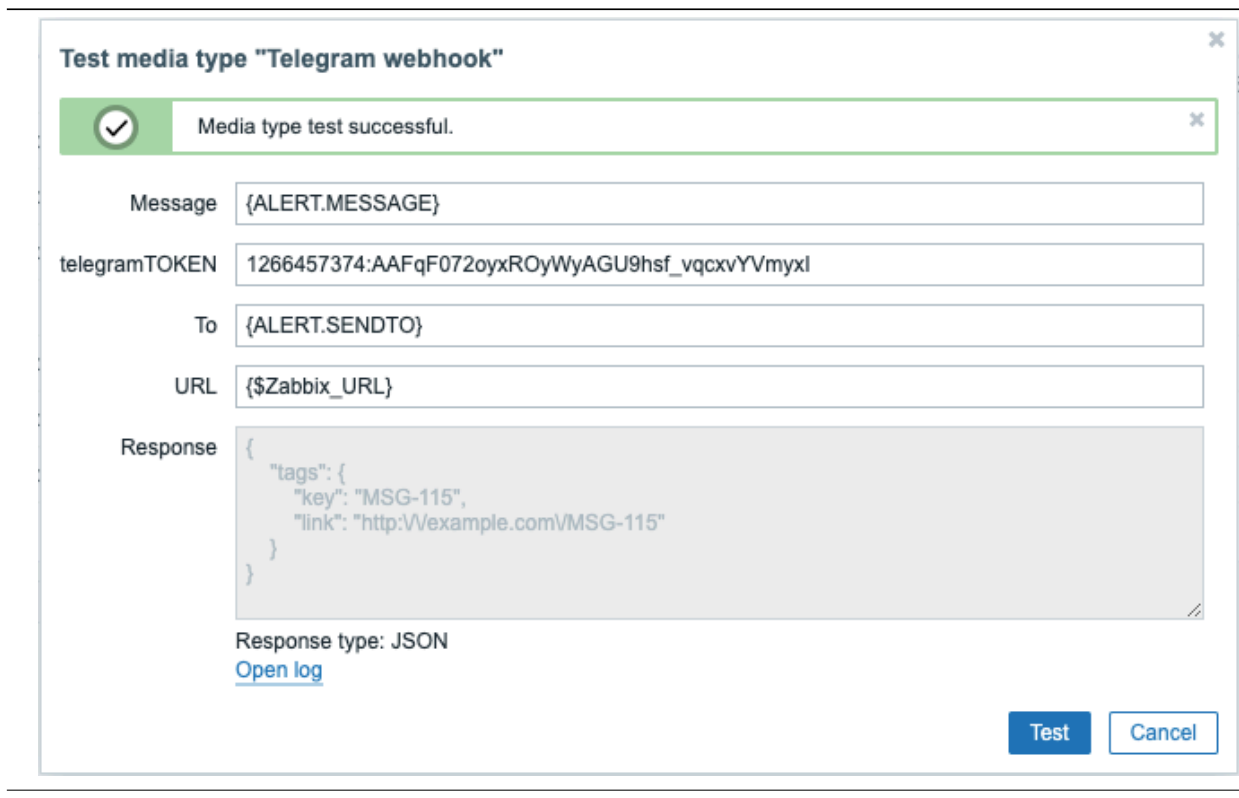 Test media type "Telegram webhook"
Media type test successful.
Message {ALERT.MESSAGE}
telegramTOKEN 1266457374:AAFqF072oyxROyWyAGU9hsf_vqcxvYVmyxI
To {ALERT.SENDTO}
URL {$Zabbix_URL}
Response {
"tags": {
"key": "MSG-115",
"link": "http:\/\/example.com\/MSG-115"
}
}
Response type: JSON
Open log
Test Cancel